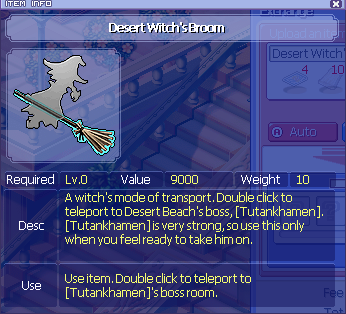 ITEM INFO
Desert Witch's Broom
Desert Witch'
4 10
Auto
Required Lv.0 Value 9000 Weight 10
Desc
A witch's mode of transport. Double click to
teleport to Desert Beach's boss, [Tutankhamen].
[Tutankhamen] is very strong, so use this only
when you feel ready to take him on.
Use
Use item. Double click to teleport to
[Tutankhamen]'s boss room.
Fee